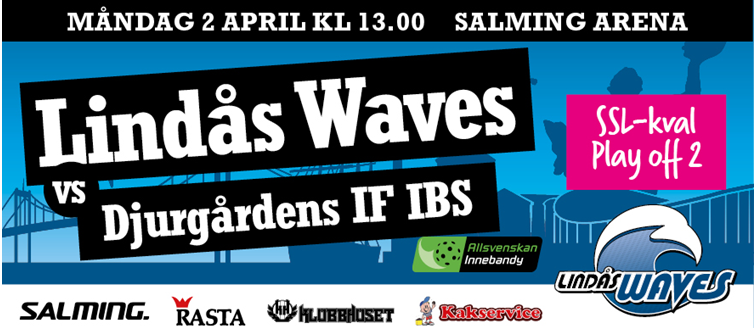 MÅNDAG 2 APRIL KL 13.00 SALMING ARENA
Lindås Waves
vs
Djurgårdens IF IBS
SSL-kval
Play off 2
Allsvenskan
Innebandy
LINDÅS WAVES
SALMING. RASTA KLUBBHUSET Kakservice